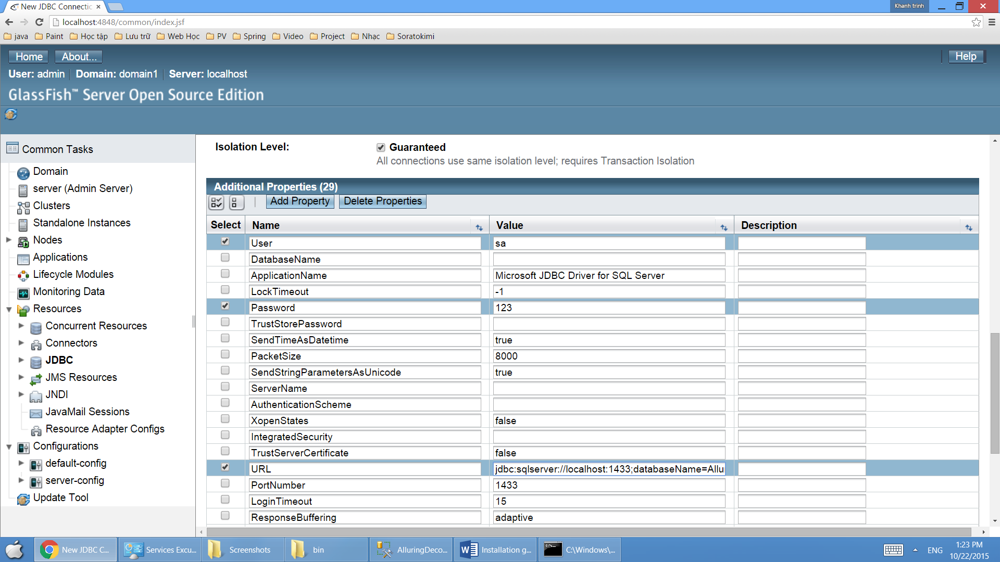 New JDBC Connectic
Khanh trinh
localhost:4848/common/index.jsf
java Paint Học tập Lưu trữ Web Học PV Spring Video Project Nhạc Soratokimi
Home About... Help
User: admin Domain: domain1 Server: localhost
GlassFish™ Server Open Source Edition
Common Tasks
Domain
server (Admin Server)
Clusters
Standalone Instances
Nodes
Applications
Lifecycle Modules
Monitoring Data
Resources
Concurrent Resources
Connectors
JDBC
JMS Resources
JNDI
JavaMail Sessions
Resource Adapter Configs
Configurations
default-config
server-config
Update Tool
Isolation Level: Guaranteed
All connections use same isolation level; requires Transaction Isolation
Additional Properties (29)
Add Property Delete Properties
Select Name Value Description
User sa
DatabaseName
ApplicationName Microsoft JDBC Driver for SQL Server
LockTimeout -1
Password 123
TrustStorePassword
SendTimeAsDatetime true
PacketSize 8000
SendStringParametersAsUnicode true
ServerName
AuthenticationScheme
XopenStates false
IntegratedSecurity
TrustServerCertificate false
URL jdbc:sqlserver://localhost:1433;databaseName=Allu
PortNumber 1433
LoginTimeout 15
ResponseBuffering adaptive
New JDBC C... Services Excu... Screenshots bin AlluringDeco... Installation g... C:\Windows\... ENG 1:23 PM
10/22/2015